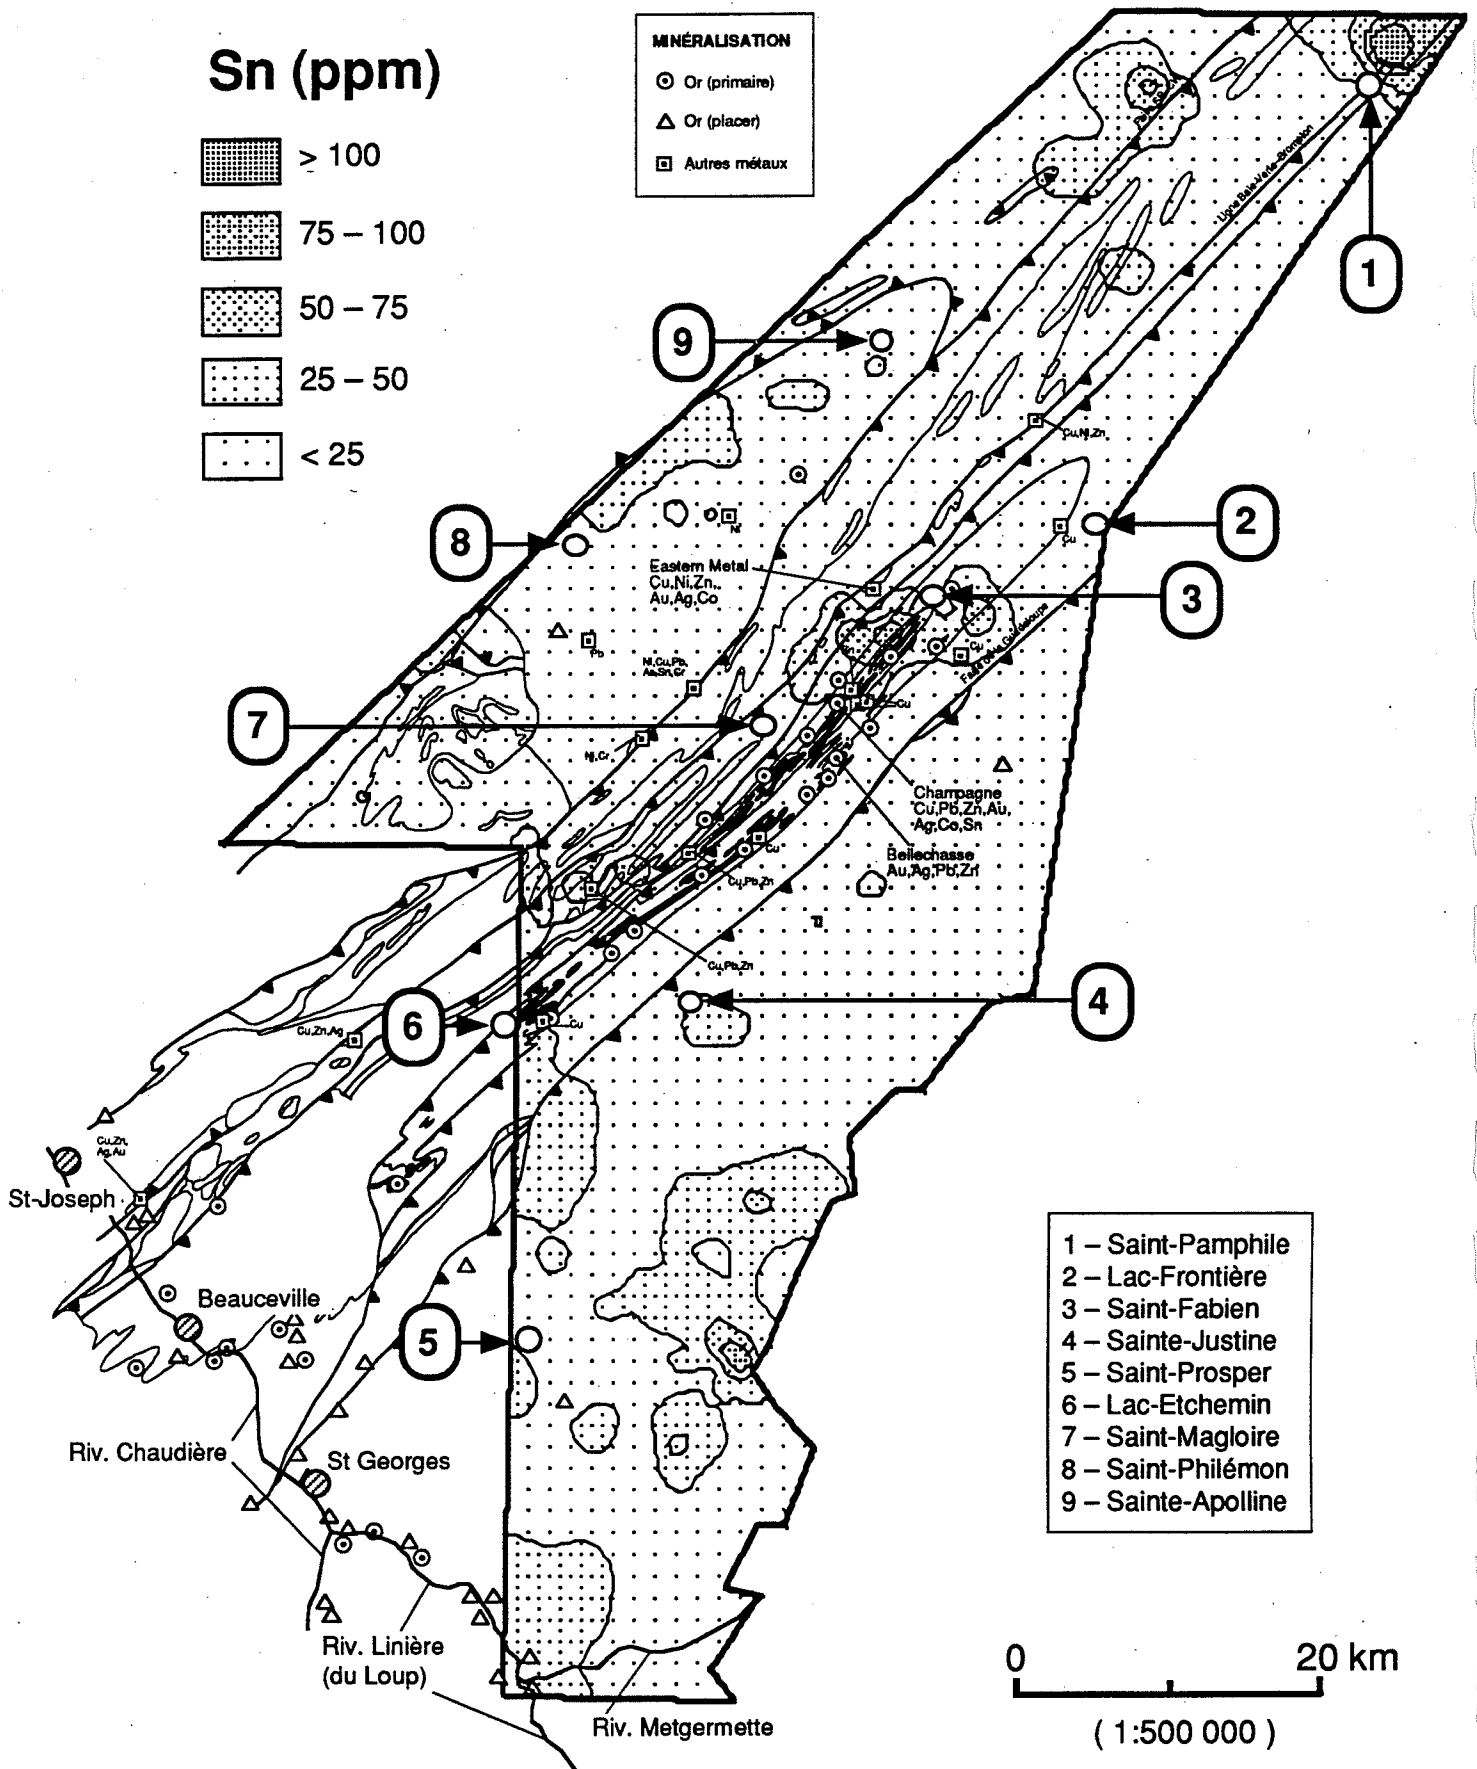 Sn (ppm)
> 100
75 – 100
50 – 75
25 – 50
< 25
MINÉRALISATION
Or (primaire)
Or (placer)
Autres métaux
Ligne Baie-Verte-Brompton
1
9
Cu,Ni,Zn
8
Ni
2
Cu
Eastern Metal
Cu,Ni,Zn,
Au,Ag,Co
3
Pb
Cu
Ni,Cu,Pb,
As,Sn,Cr
Faille de la Guadeloupe
7
Cu
Ni,Cr
Champagne
Cu,Pb,Zn,Au,
Ag,Co,Sn
Cu
Bellechasse
Au,Ag,Pb,Zn
Cu,Pb,Zn
Cu,Pb,Zn
4
6
Cu
Cu,Zn,Ag
Cu,Zn,
Ag,Au
St-Joseph
Beauceville
5
Riv. Chaudière
St Georges
Riv. Linière
(du Loup)
Riv. Metgermette
1 – Saint-Pamphile
2 – Lac-Frontière
3 – Saint-Fabien
4 – Sainte-Justine
5 – Saint-Prosper
6 – Lac-Etchemin
7 – Saint-Magloire
8 – Saint-Philémon
9 – Sainte-Apolline
0 20 km
( 1:500 000 )